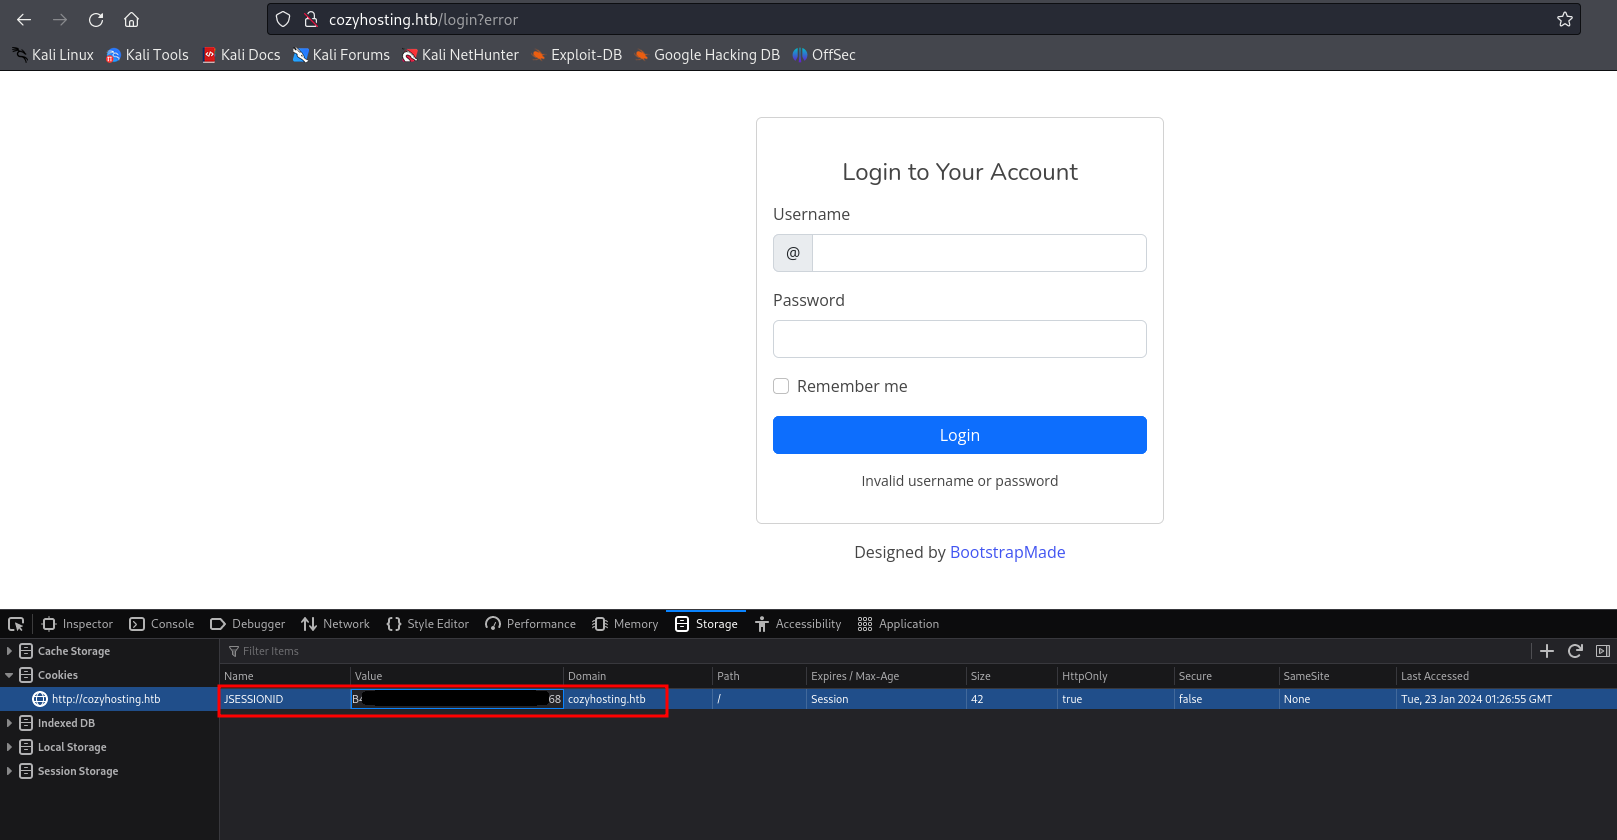 cozyhosting.htb/login?error
Kali Linux Kali Tools Kali Docs Kali Forums Kali NetHunter Exploit-DB Google Hacking DB OffSec
Login to Your Account
Username
@
Password
Remember me
Login
Invalid username or password
Designed by BootstrapMade
Inspector Console Debugger Network Style Editor Performance Memory Storage Accessibility Application
Cache Storage
Filter Items
Cookies
Name Value Domain Path Expires / Max-Age Size HttpOnly Secure SameSite Last Accessed
http://cozyhosting.htb
JSESSIONID 68 cozyhosting.htb / Session 42 true false None Tue, 23 Jan 2024 01:26:55 GMT
Indexed DB
Local Storage
Session Storage